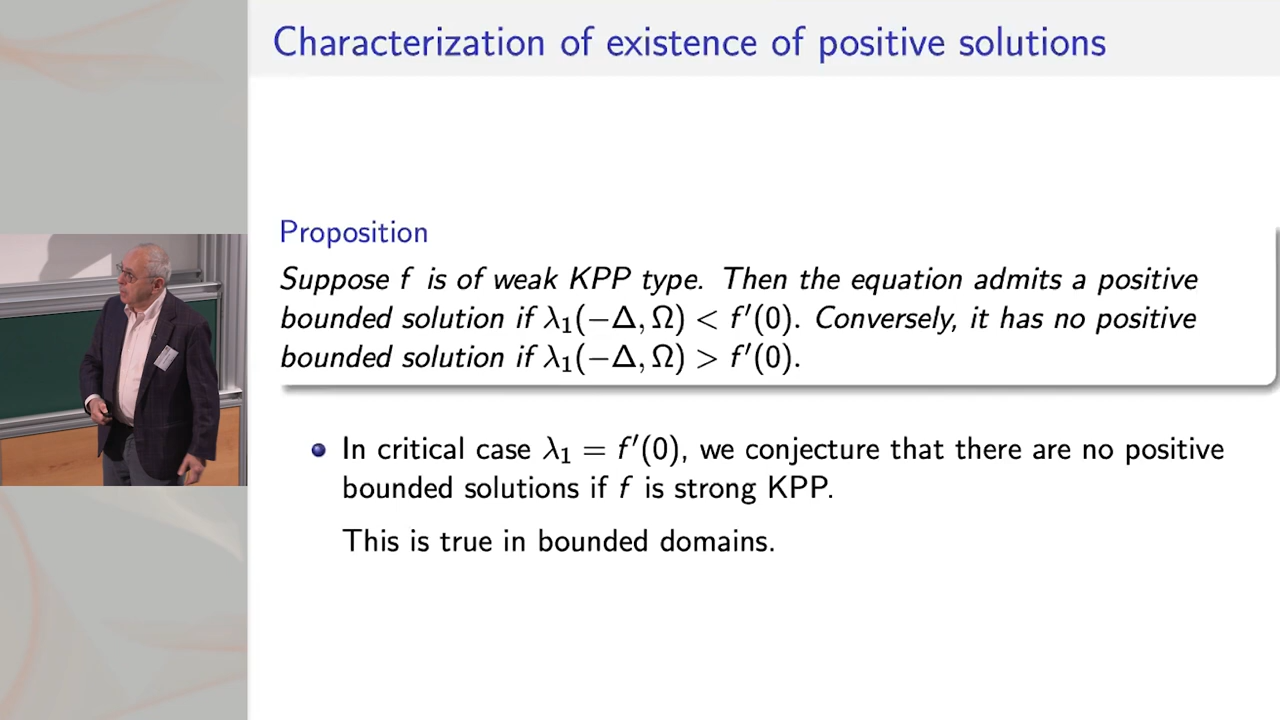 Characterization of existence of positive solutions
Proposition
Suppose f is of weak KPP type. Then the equation admits a positive
bounded solution if λ₁(−Δ, Ω) < f′(0). Conversely, it has no positive
bounded solution if λ₁(−Δ, Ω) > f′(0).
In critical case λ₁ = f′(0), we conjecture that there are no positive
bounded solutions if f is strong KPP.
This is true in bounded domains.